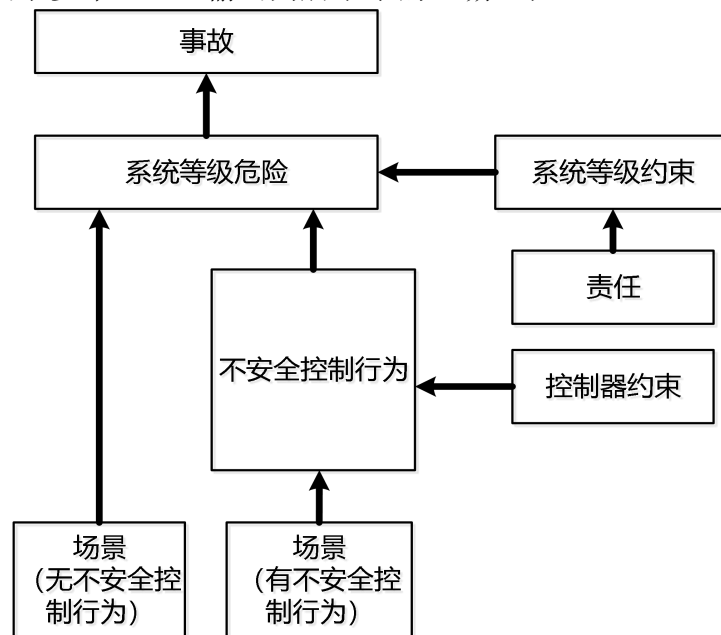 事故
系统等级危险
系统等级约束
责任
不安全控制行为
控制器约束
场景
（无不安全控
制行为）
场景
（有不安全控
制行为）